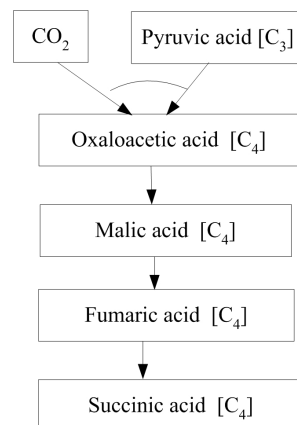 CO₂
Pyruvic acid [C₃]
Oxaloacetic acid [C₄]
Malic acid [C₄]
Fumaric acid [C₄]
Succinic acid [C₄]